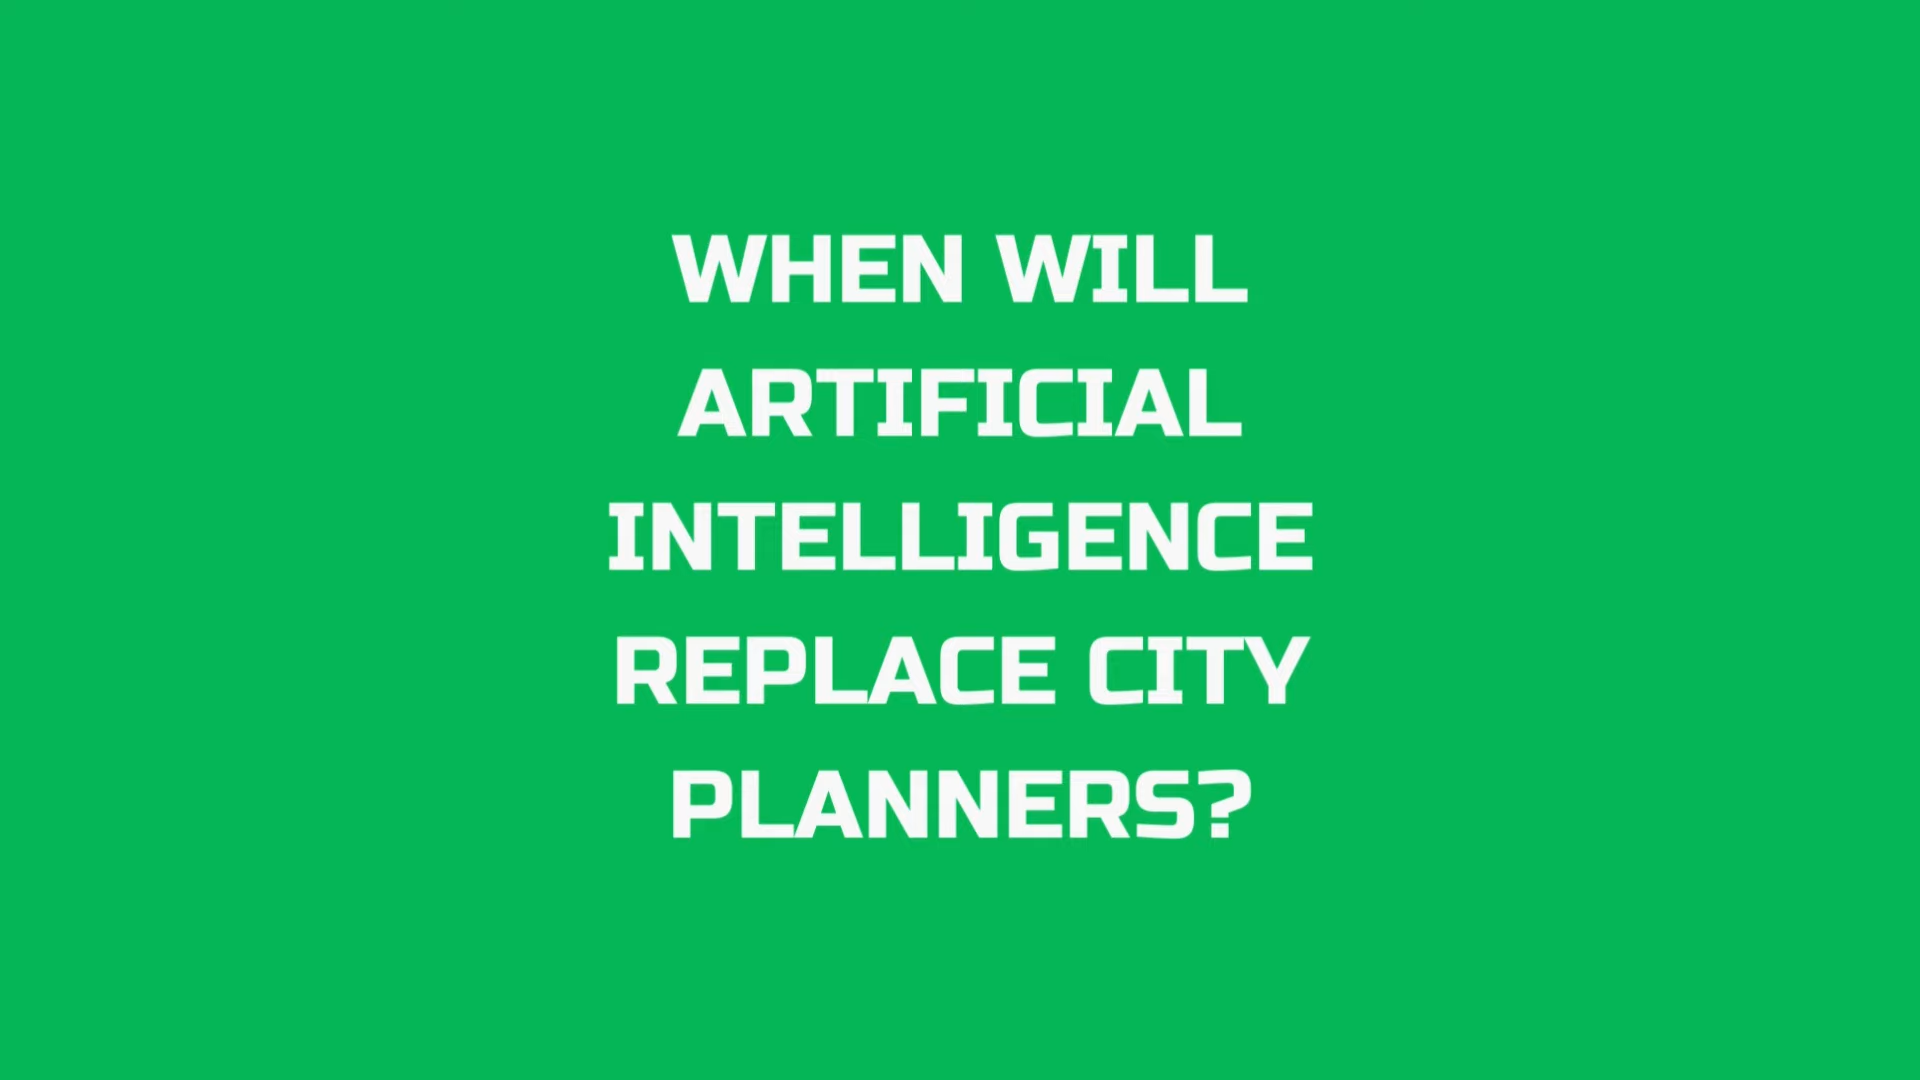 WHEN WILL
ARTIFICIAL
INTELLIGENCE
REPLACE CITY
PLANNERS?